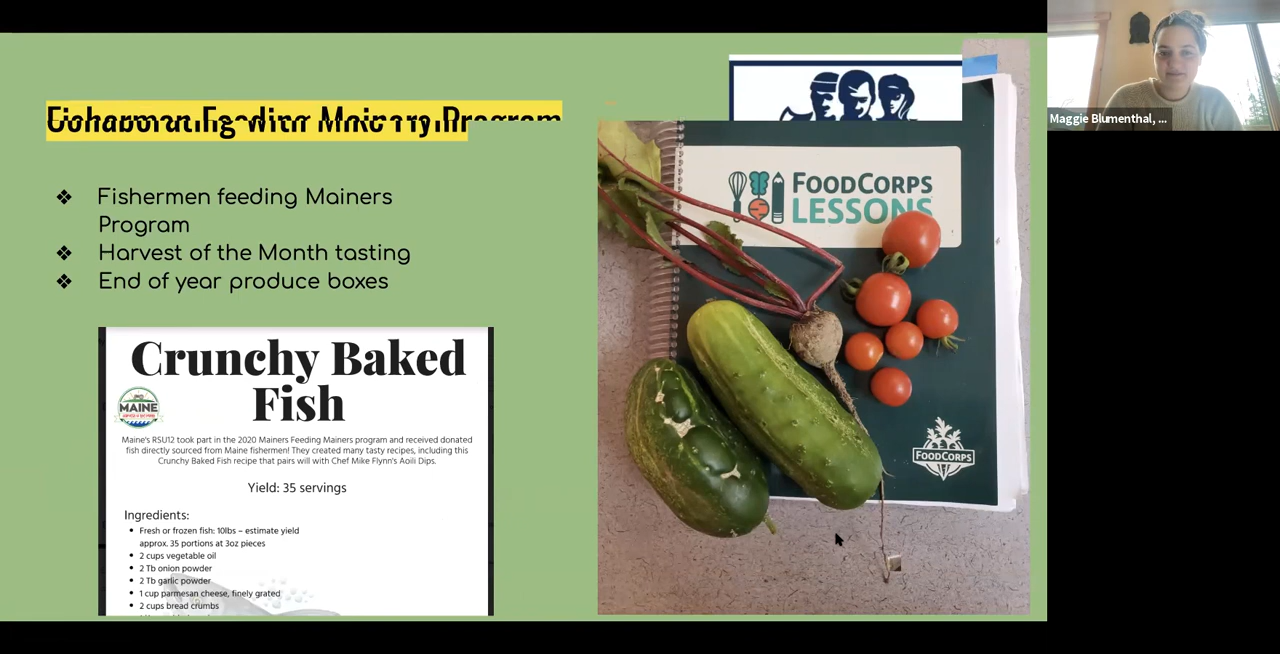 Fishermen feeding Mainers
Program
Harvest of the Month tasting
End of year produce boxes
Crunchy Baked
Fish
MAINE
Maine's RSU12 took part in the 2020 Mainers Feeding Mainers program and received donated
fish directly sourced from Maine fishermen! They created many tasty recipes, including this
Crunchy Baked Fish recipe that pairs will with Chef Mike Flynn's Aoili Dips.
Yield: 35 servings
Ingredients:
Fresh or frozen fish: 10lbs – estimate yield
approx. 35 portions at 3oz pieces
2 cups vegetable oil
2 Tb onion powder
2 Tb garlic powder
1 cup parmesan cheese, finely grated
2 cups bread crumbs
FOODCORPS
LESSONS
FOODCORPS
Maggie Blumenthal, ...